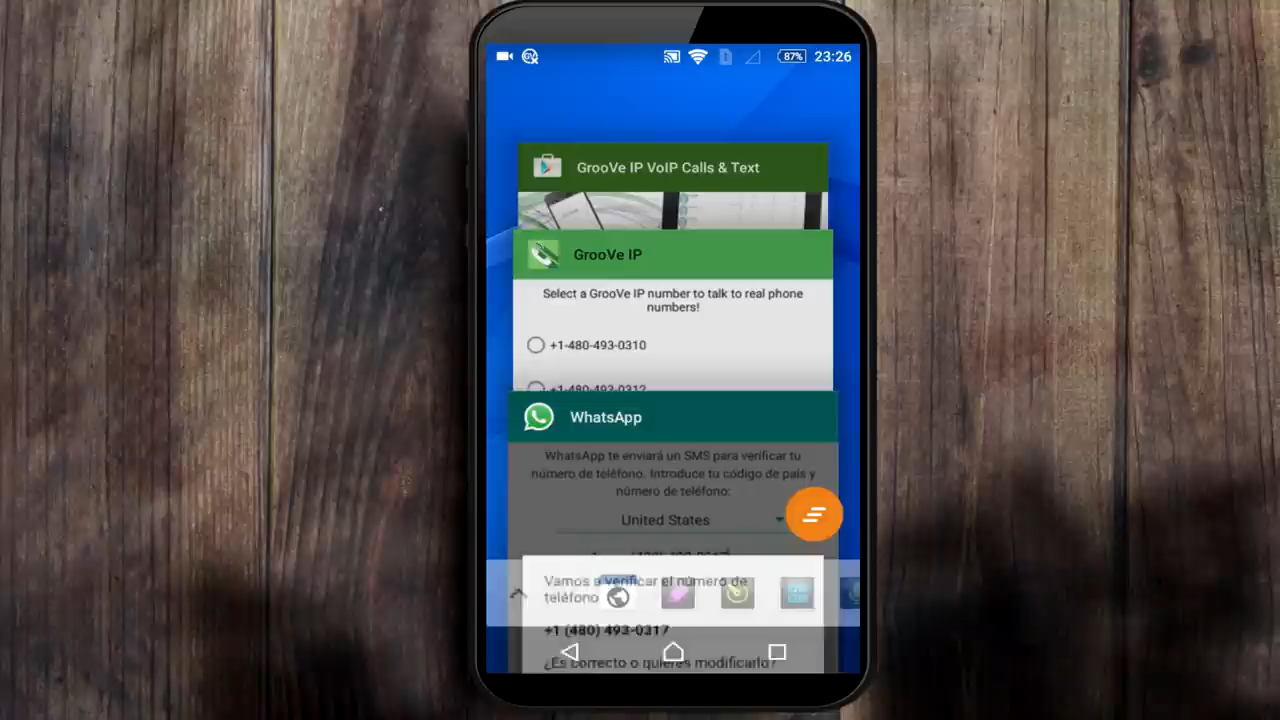 87% 23:26
GrooVe IP VoIP Calls & Text
GrooVe IP
Select a GrooVe IP number to talk to real phone
numbers!
+1-480-493-0310
+1-480-493-0312
WhatsApp
WhatsApp te enviará un SMS para verificar tu
número de teléfono. Introduce tu código de país y
número de teléfono:
United States
Vamos a verificar el número de
teléfono
+1 (480) 493-0317
¿Es correcto o quieres modificarlo?